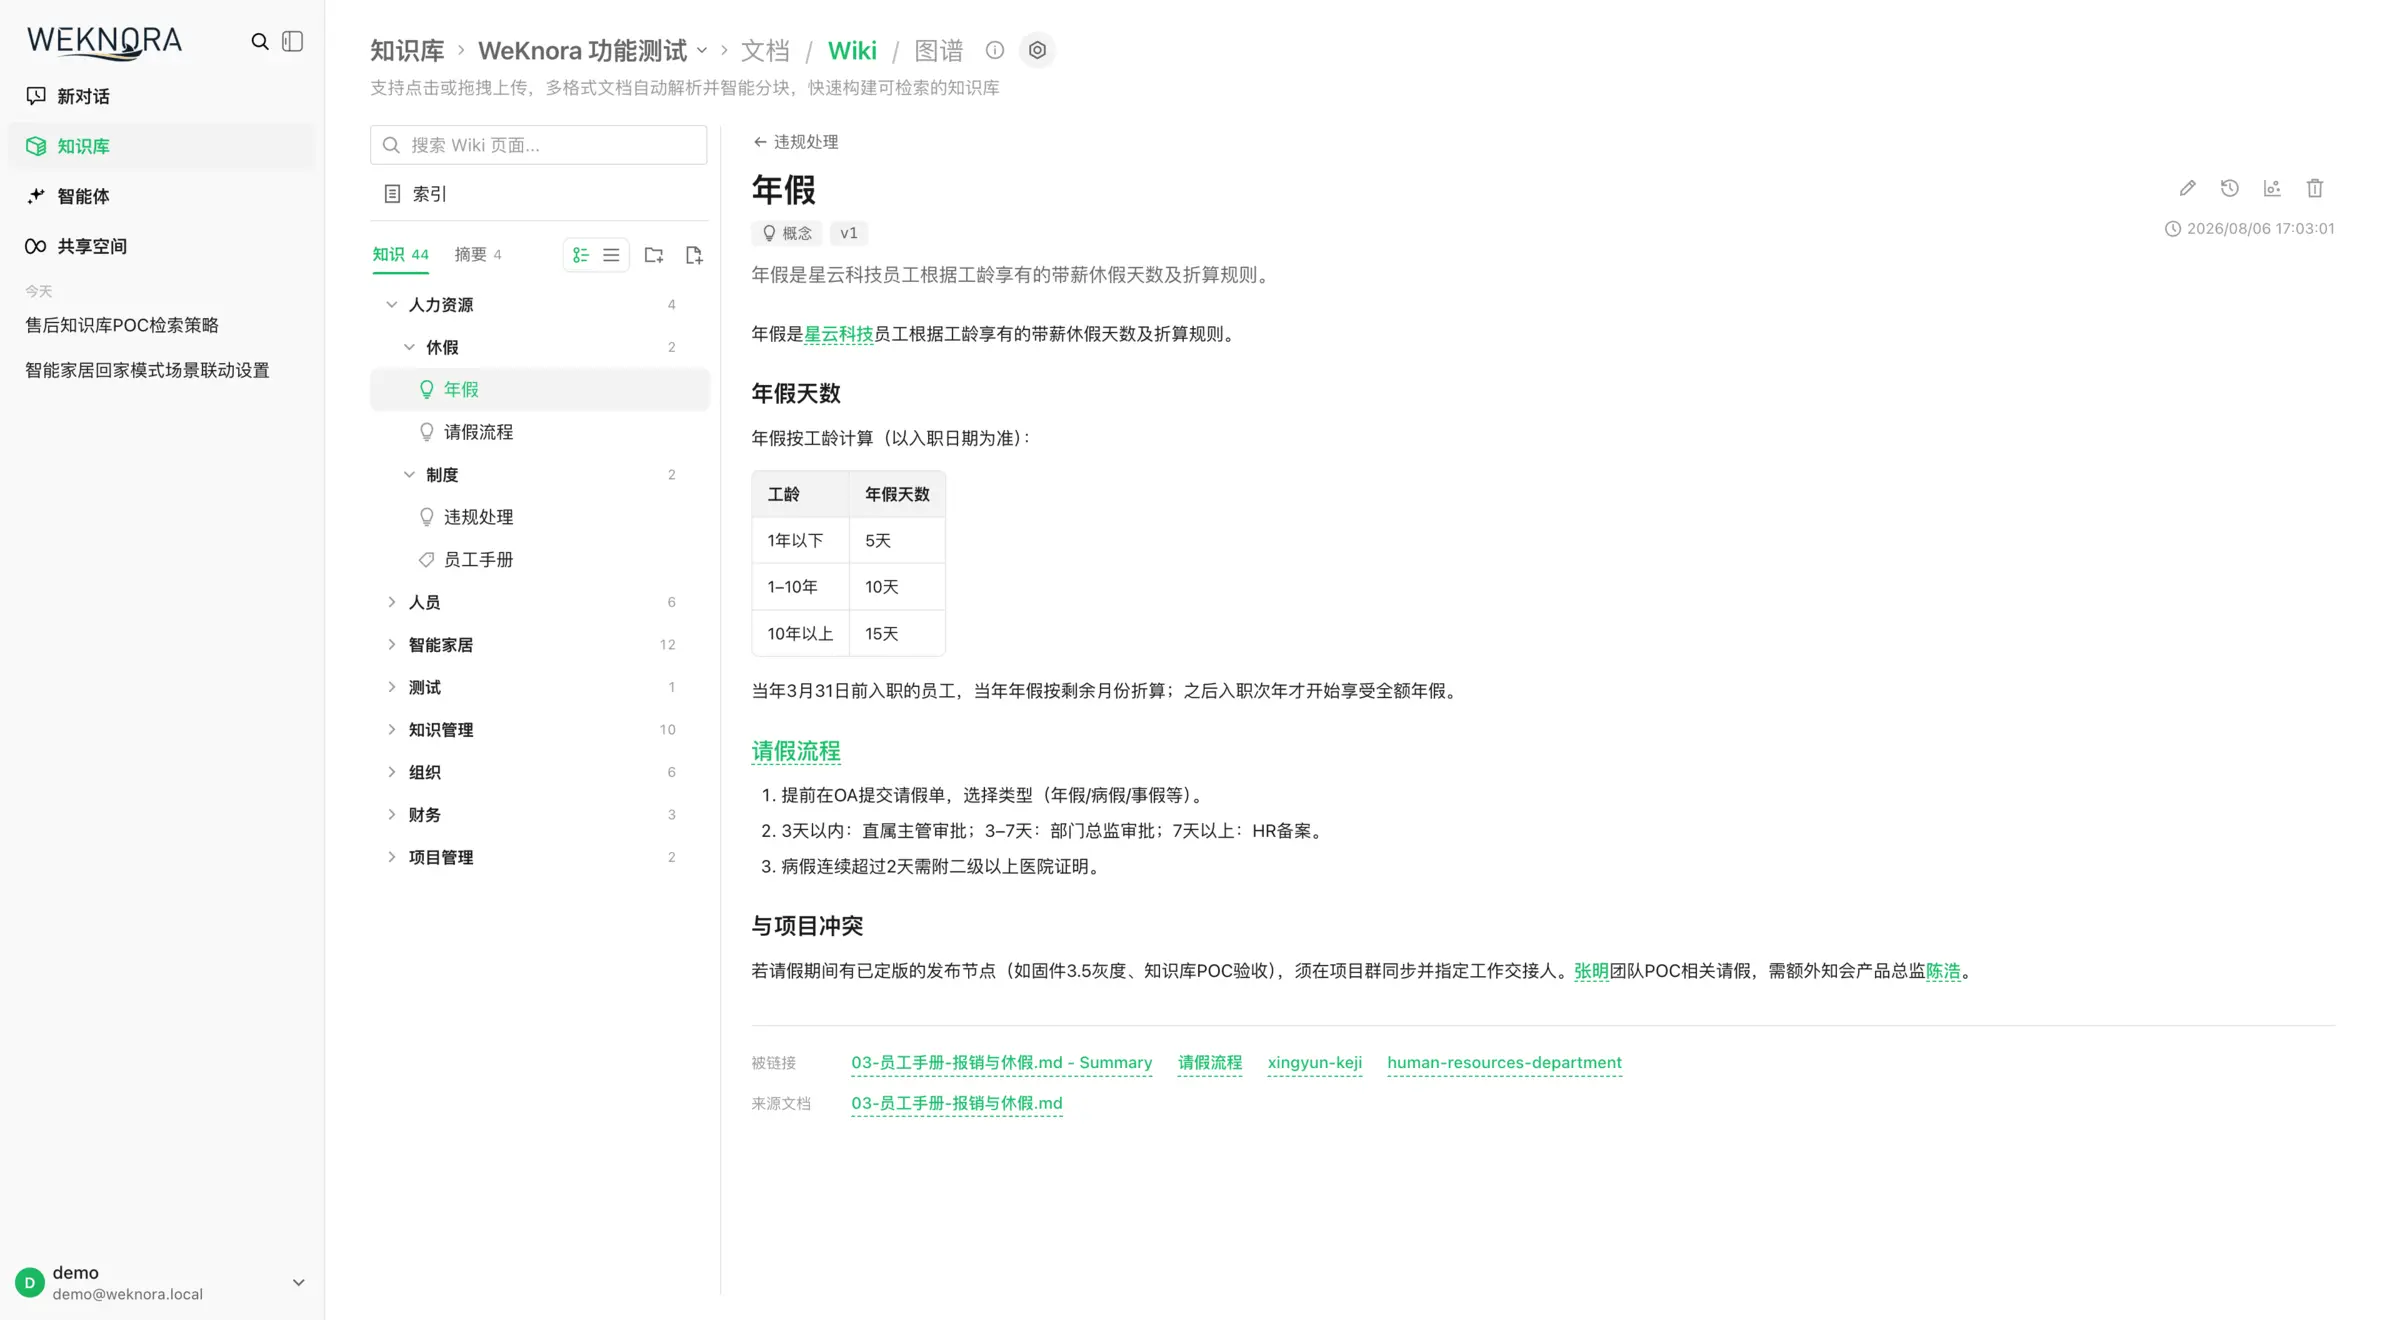 WEKNORA
新对话
知识库
智能体
共享空间
今天
售后知识库POC检索策略
智能家居回家模式场景联动设置
D
demo
demo@weknora.local
知识库 › WeKnora 功能测试 › 文档 / Wiki / 图谱
支持点击或拖拽上传，多格式文档自动解析并智能分块，快速构建可检索的知识库
搜索 Wiki 页面...
索引
知识 44 摘要 4
人力资源 4
休假 2
年假
请假流程
制度 2
违规处理
员工手册
人员 6
智能家居 12
测试 1
知识管理 10
组织 6
财务 3
项目管理 2
← 违规处理
年假
概念 v1
2026/08/06 17:03:01
年假是星云科技员工根据工龄享有的带薪休假天数及折算规则。
年假是星云科技员工根据工龄享有的带薪休假天数及折算规则。
年假天数
年假按工龄计算（以入职日期为准）：
工龄 年假天数
1年以下 5天
1–10年 10天
10年以上 15天
当年3月31日前入职的员工，当年年假按剩余月份折算；之后入职次年才开始享受全额年假。
请假流程
1. 提前在OA提交请假单，选择类型（年假/病假/事假等）。
2. 3天以内：直属主管审批；3–7天：部门总监审批；7天以上：HR备案。
3. 病假连续超过2天需附二级以上医院证明。
与项目冲突
若请假期间有已定版的发布节点（如固件3.5灰度、知识库POC验收），须在项目群同步并指定工作交接人。张明团队POC相关请假，需额外知会产品总监陈浩。
被链接 03-员工手册-报销与休假.md - Summary 请假流程 xingyun-keji human-resources-department
来源文档 03-员工手册-报销与休假.md